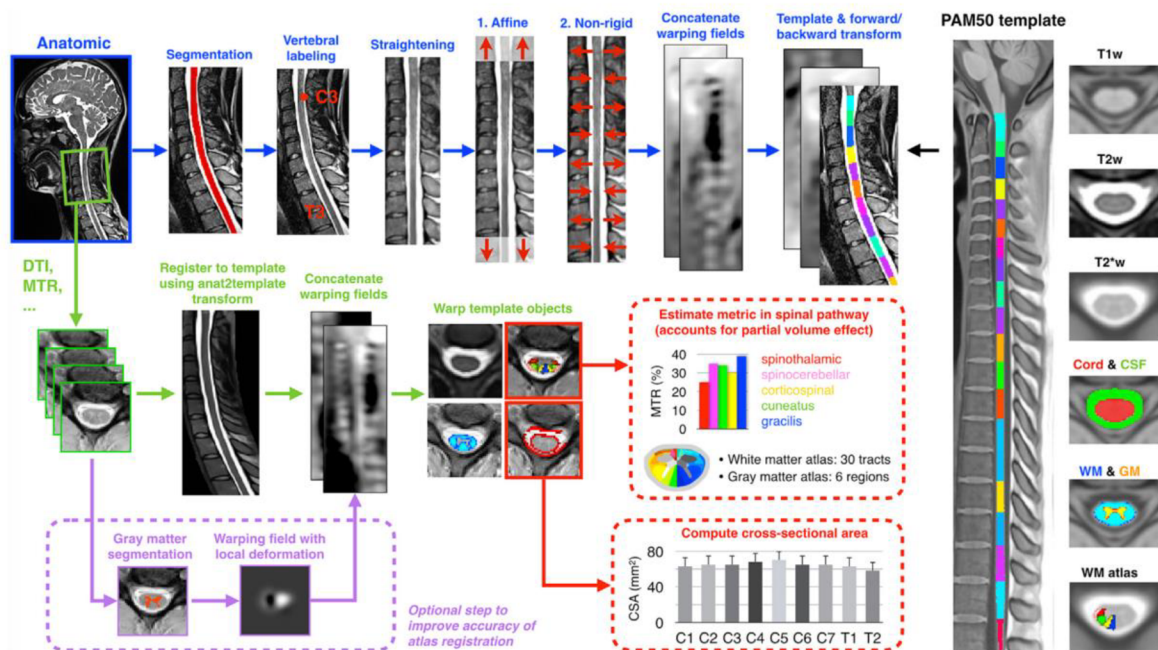 Anatomic
Segmentation
Vertebral
labeling
C3
T3
Straightening
1. Affine
2. Non-rigid
Concatenate
warping fields
Template & forward/
backward transform
PAM50 template
T1w
T2w
T2*w
Cord & CSF
WM & GM
WM atlas
DTI,
MTR,
...
Register to template
using anat2template
transform
Concatenate
warping fields
Warp template objects
Estimate metric in spinal pathway
(accounts for partial volume effect)
MTR (%)
40
30
20
10
0
spinothalamic
spinocerebellar
corticospinal
cuneatus
gracilis
• White matter atlas: 30 tracts
• Gray matter atlas: 6 regions
Gray matter
segmentation
Warping field with
local deformation
Optional step to
improve accuracy of
atlas registration
Compute cross-sectional area
CSA (mm²)
80
60
40
20
0
C1 C2 C3 C4 C5 C6 C7 T1 T2